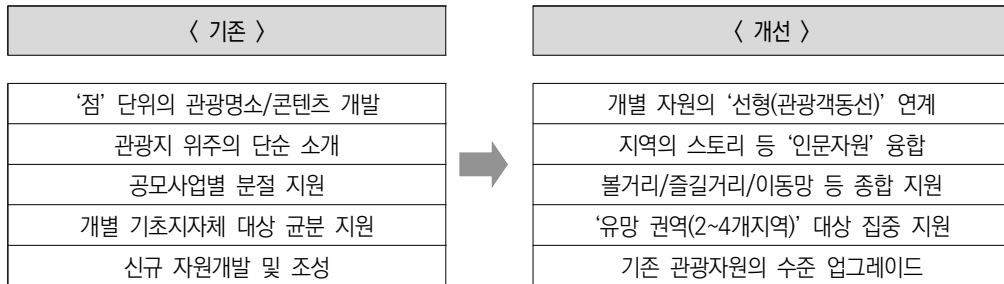 〈 기존 〉
〈 개선 〉
‘점’ 단위의 관광명소/콘텐츠 개발
개별 자원의 ‘선형(관광객동선)’ 연계
관광지 위주의 단순 소개
지역의 스토리 등 ‘인문자원’ 융합
공모사업별 분절 지원
볼거리/즐길거리/이동망 등 종합 지원
개별 기초지자체 대상 균분 지원
‘유망 권역(2~4개지역)’ 대상 집중 지원
신규 자원개발 및 조성
기존 관광자원의 수준 업그레이드